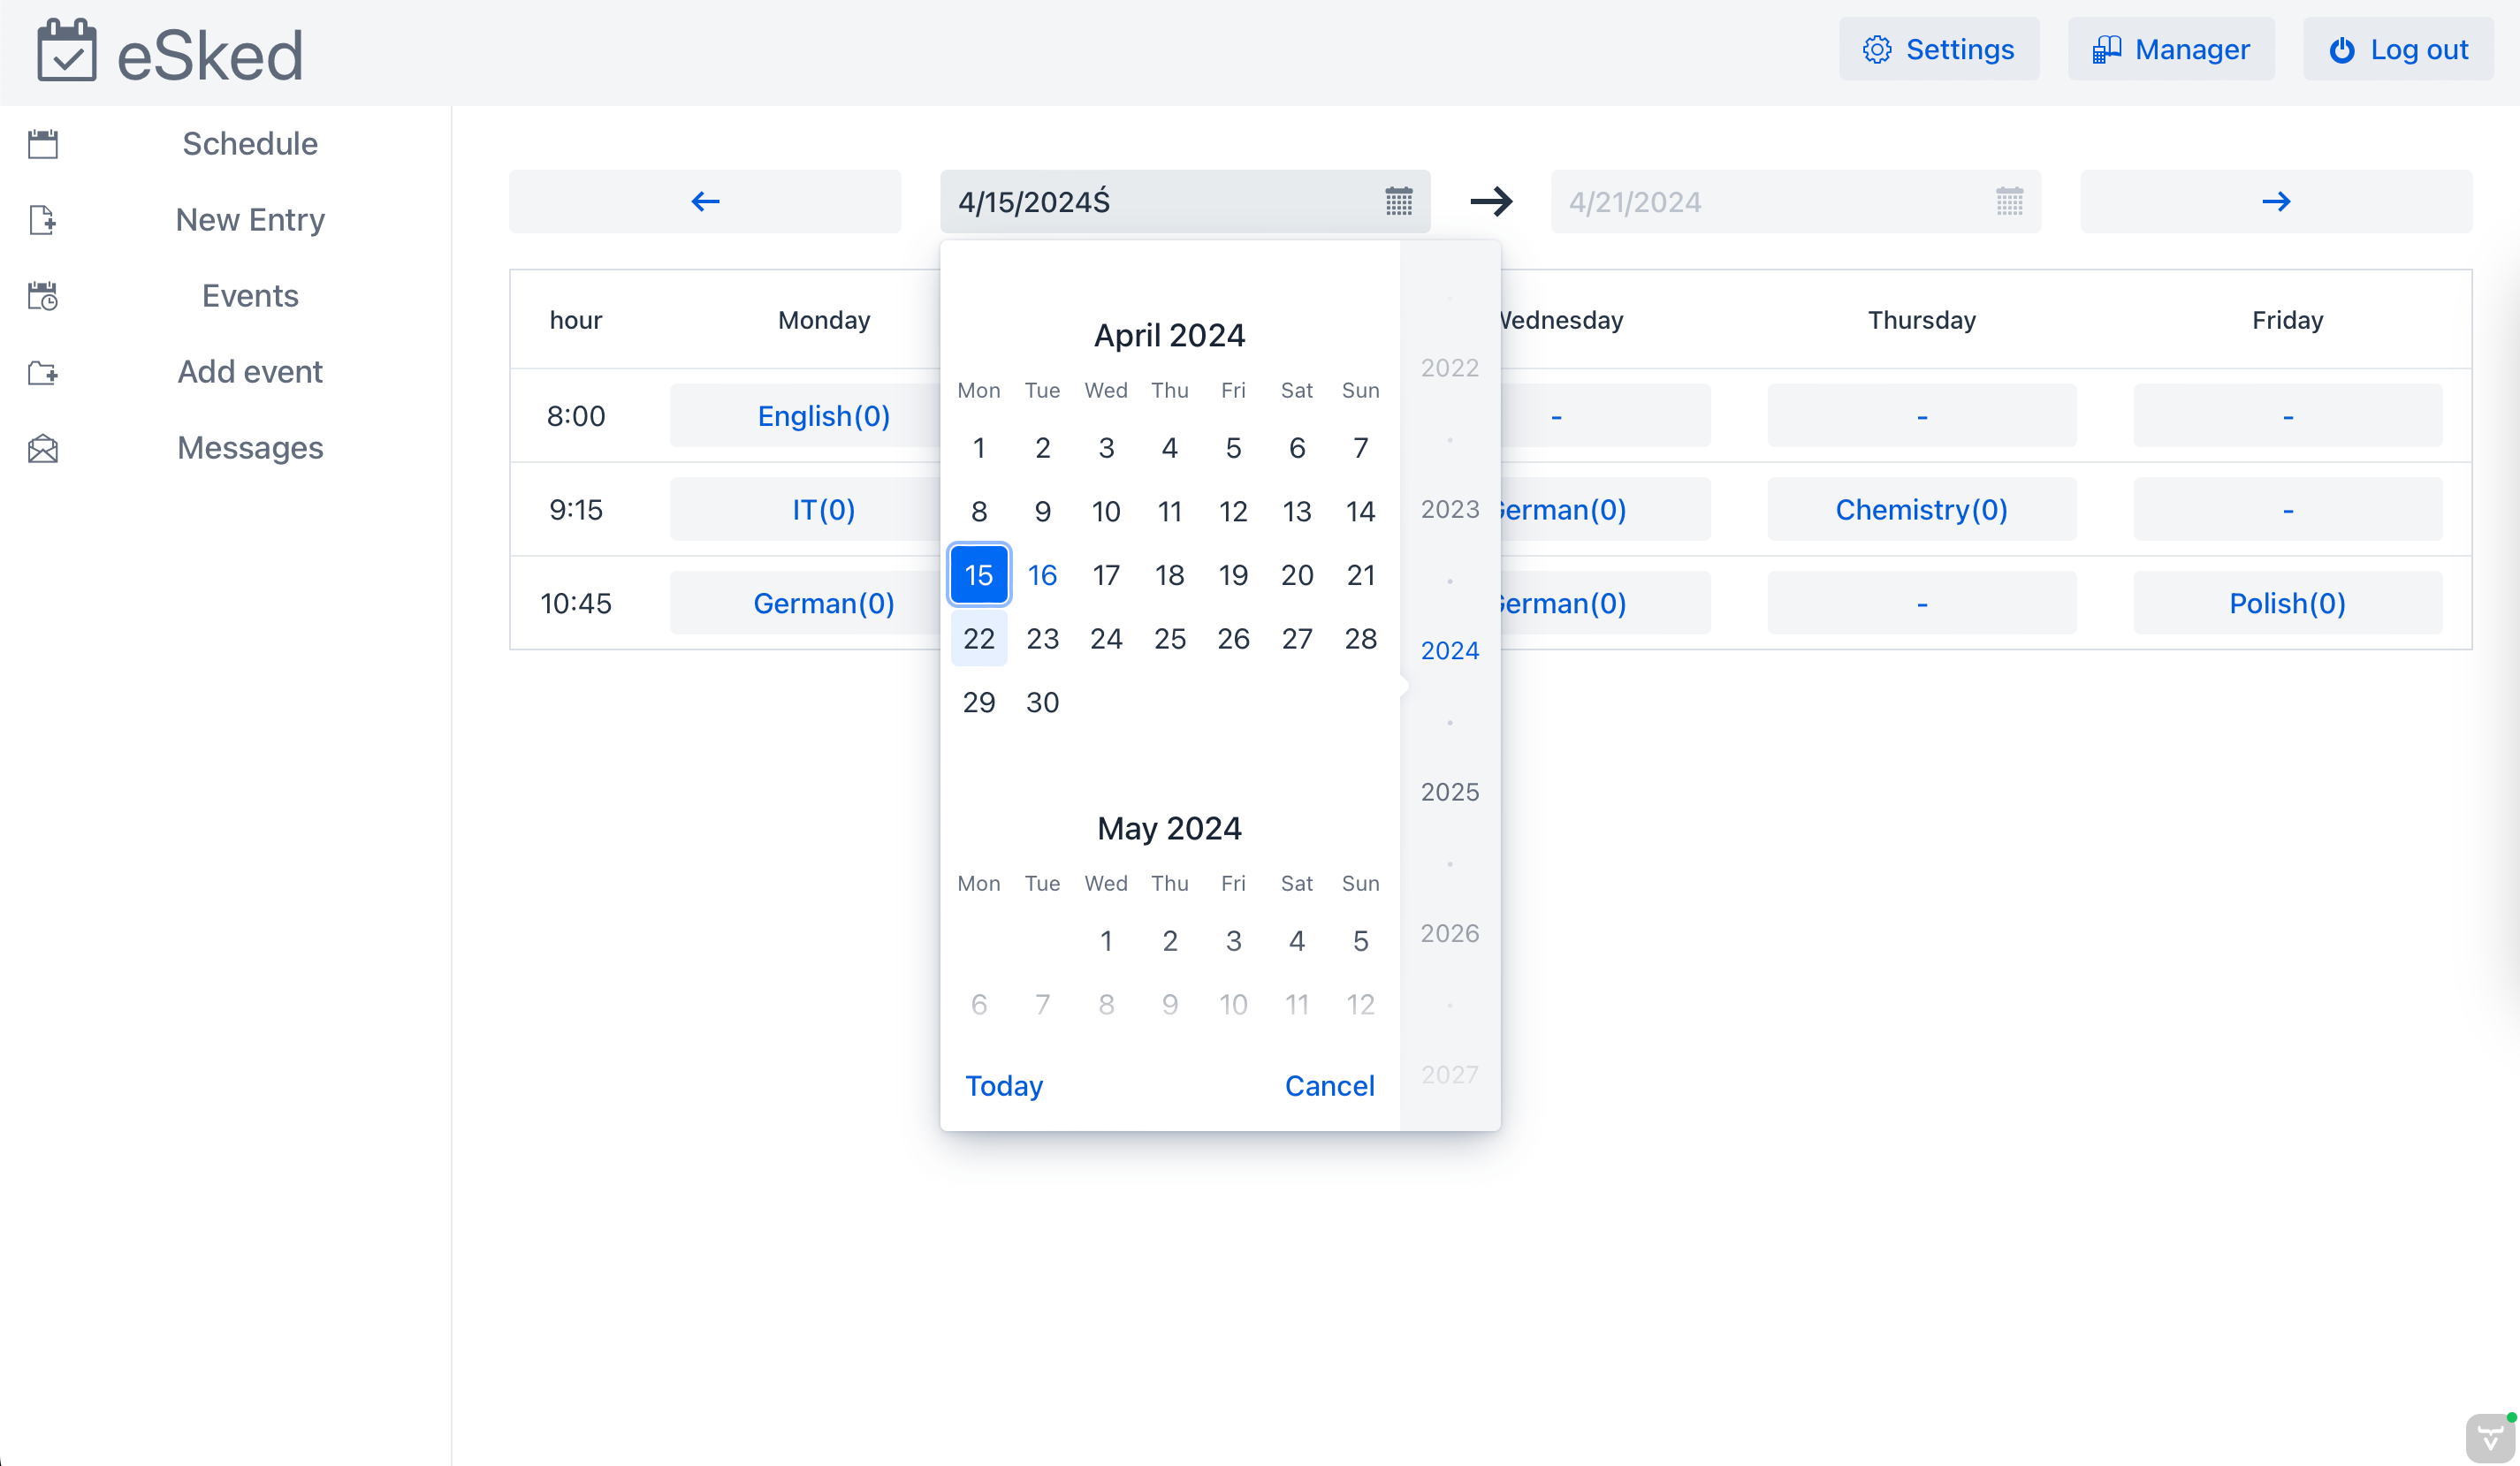 eSked
Settings Manager Log out
Schedule
New Entry
Events
Add event
Messages
4/15/2024Ś 4/21/2024
hour Monday Thursday Friday
8:00 English(0) - - -
9:15 IT(0) Chemistry(0) -
10:45 German(0) - Polish(0)
April 2024
Mon Tue Wed Thu Fri Sat Sun
1 2 3 4 5 6 7
8 9 10 11 12 13 14
15 16 17 18 19 20 21
22 23 24 25 26 27 28
29 30
May 2024
Mon Tue Wed Thu Fri Sat Sun
1 2 3 4 5
6 7 8 9 10 11 12
Today Cancel
2022
2023
2024
2025
2026
2027